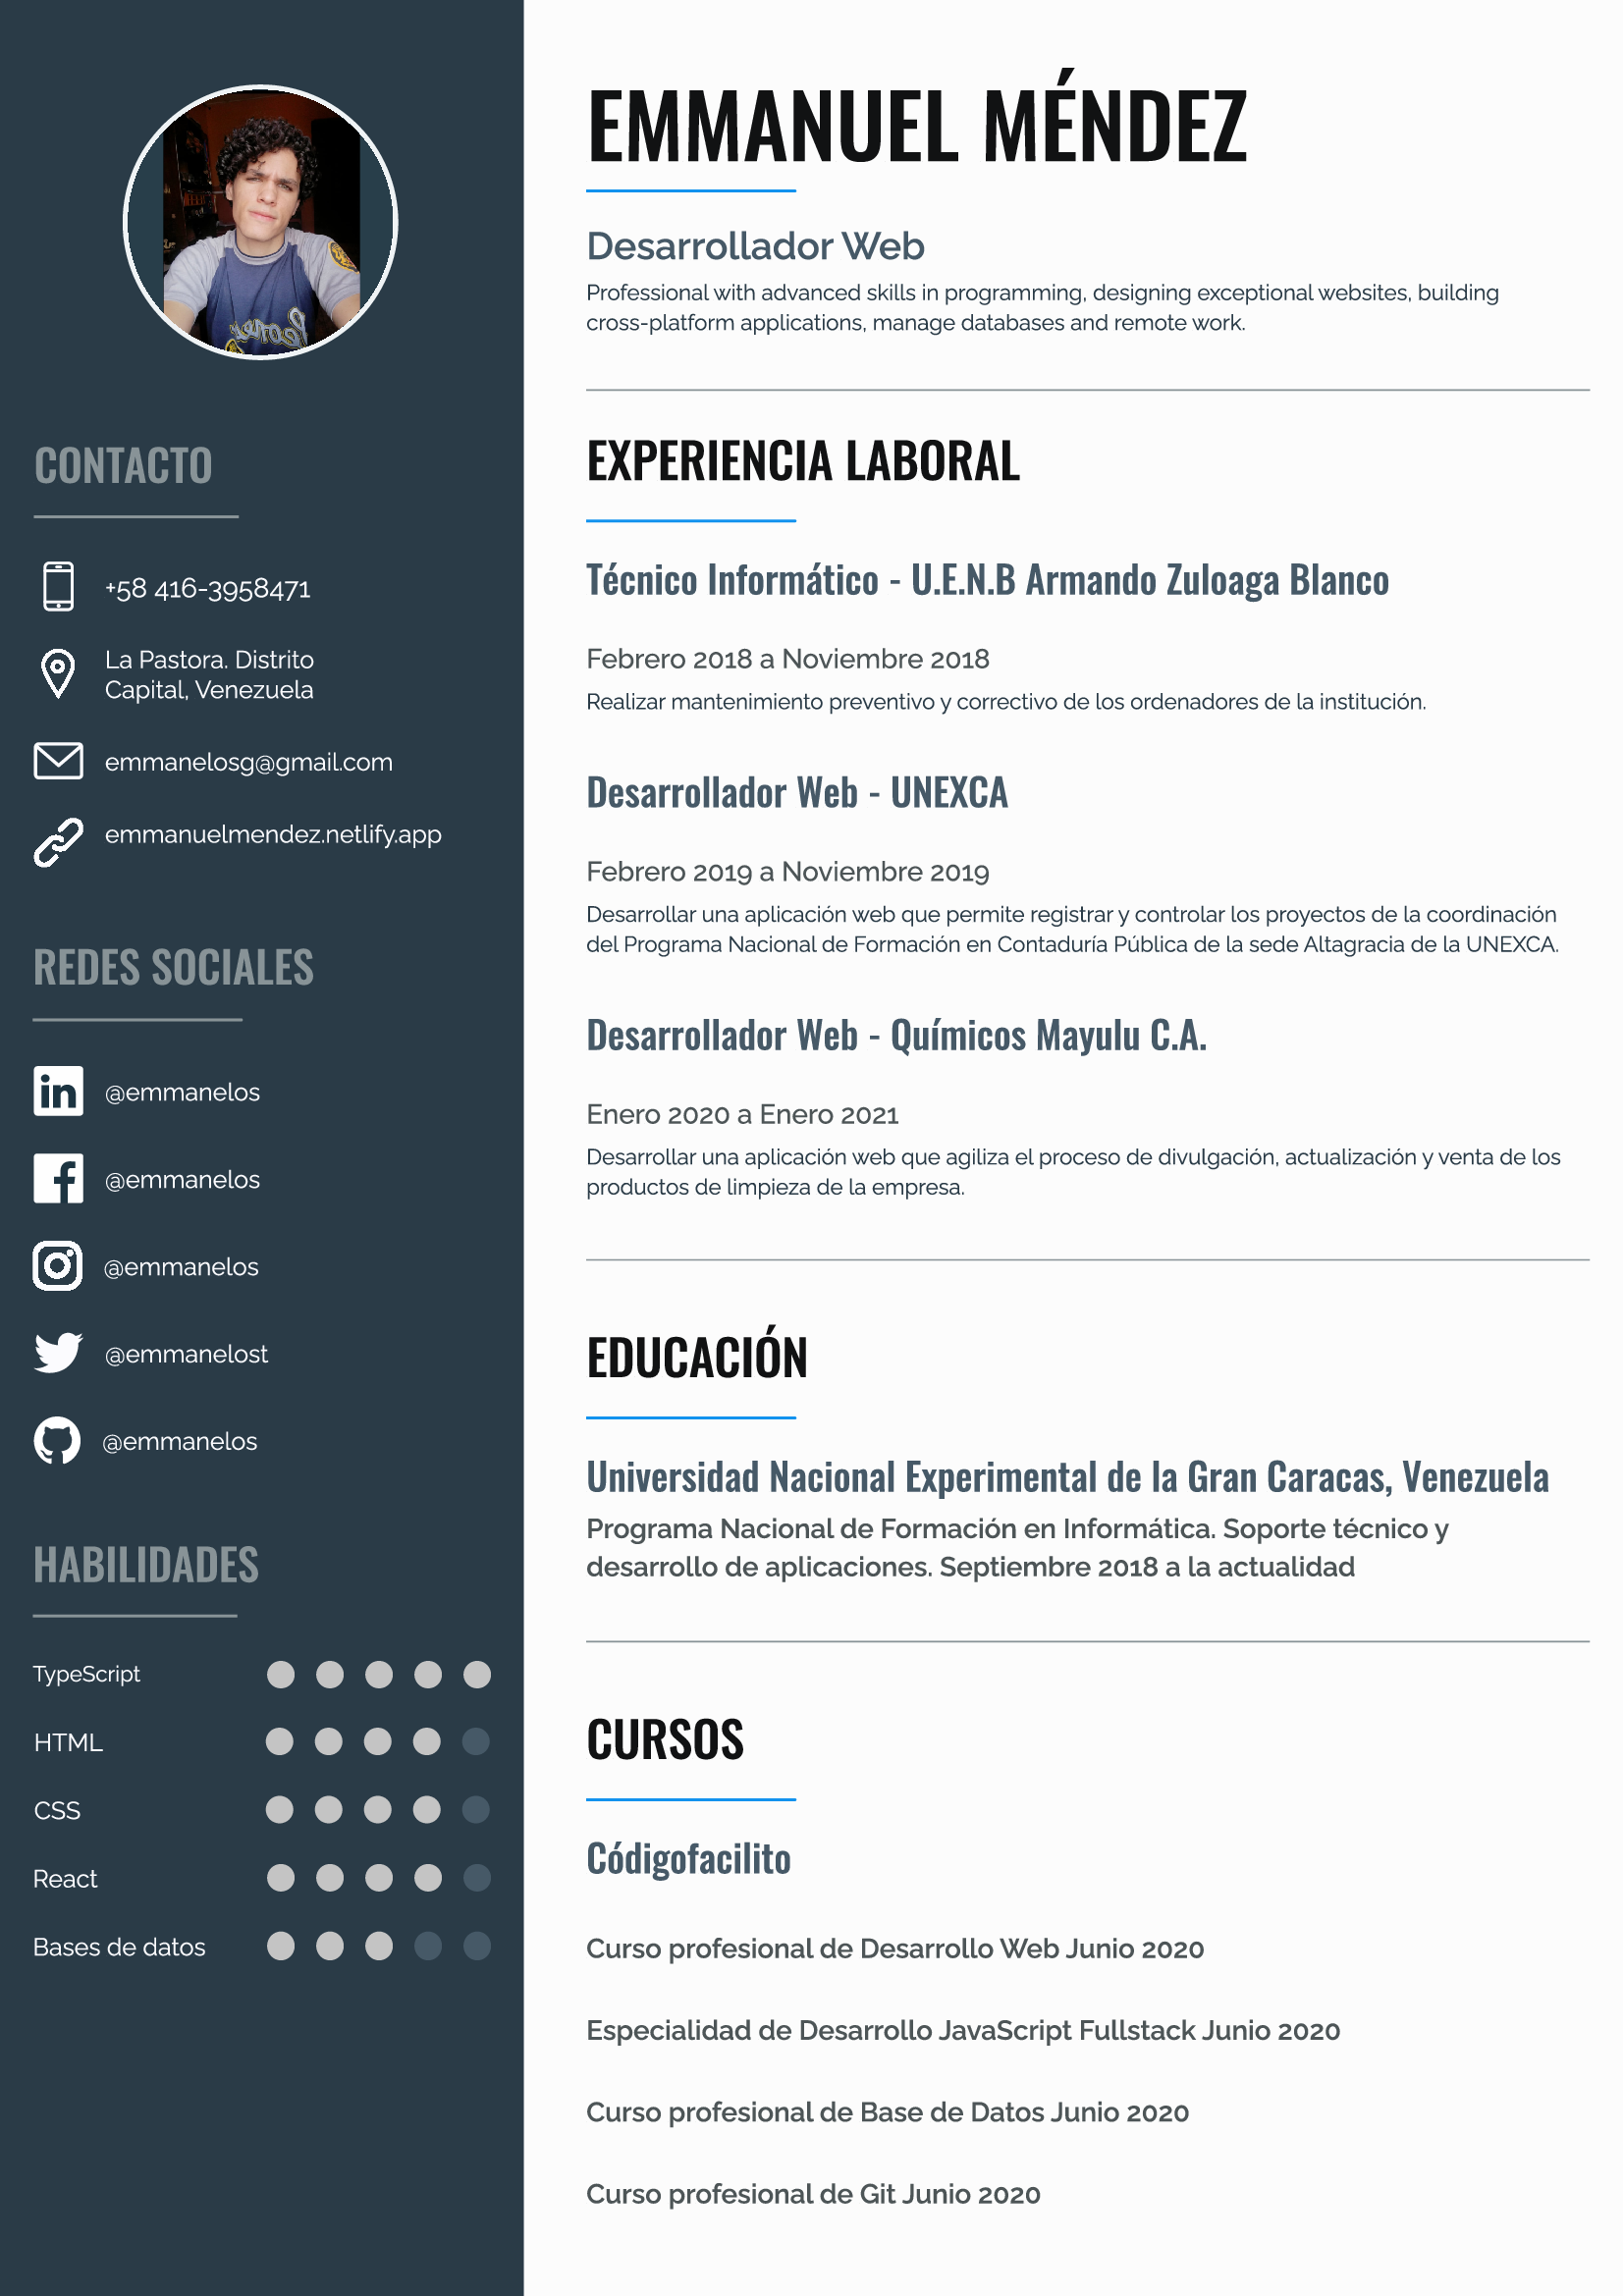 CONTACTO
+58 416-3958471
La Pastora. Distrito
Capital, Venezuela
emmanelosg@gmail.com
emmanuelmendez.netlify.app
REDES SOCIALES
@emmanelos
@emmanelos
@emmanelos
@emmanelost
@emmanelos
HABILIDADES
TypeScript
HTML
CSS
React
Bases de datos
EMMANUEL MÉNDEZ
Desarrollador Web
Professional with advanced skills in programming, designing exceptional websites, building
cross-platform applications, manage databases and remote work.
EXPERIENCIA LABORAL
Técnico Informático - U.E.N.B Armando Zuloaga Blanco
Febrero 2018 a Noviembre 2018
Realizar mantenimiento preventivo y correctivo de los ordenadores de la institución.
Desarrollador Web - UNEXCA
Febrero 2019 a Noviembre 2019
Desarrollar una aplicación web que permite registrar y controlar los proyectos de la coordinación
del Programa Nacional de Formación en Contaduría Pública de la sede Altagracia de la UNEXCA.
Desarrollador Web - Químicos Mayulu C.A.
Enero 2020 a Enero 2021
Desarrollar una aplicación web que agiliza el proceso de divulgación, actualización y venta de los
productos de limpieza de la empresa.
EDUCACIÓN
Universidad Nacional Experimental de la Gran Caracas, Venezuela
Programa Nacional de Formación en Informática. Soporte técnico y
desarrollo de aplicaciones. Septiembre 2018 a la actualidad
CURSOS
Códigofacilito
Curso profesional de Desarrollo Web Junio 2020
Especialidad de Desarrollo JavaScript Fullstack Junio 2020
Curso profesional de Base de Datos Junio 2020
Curso profesional de Git Junio 2020